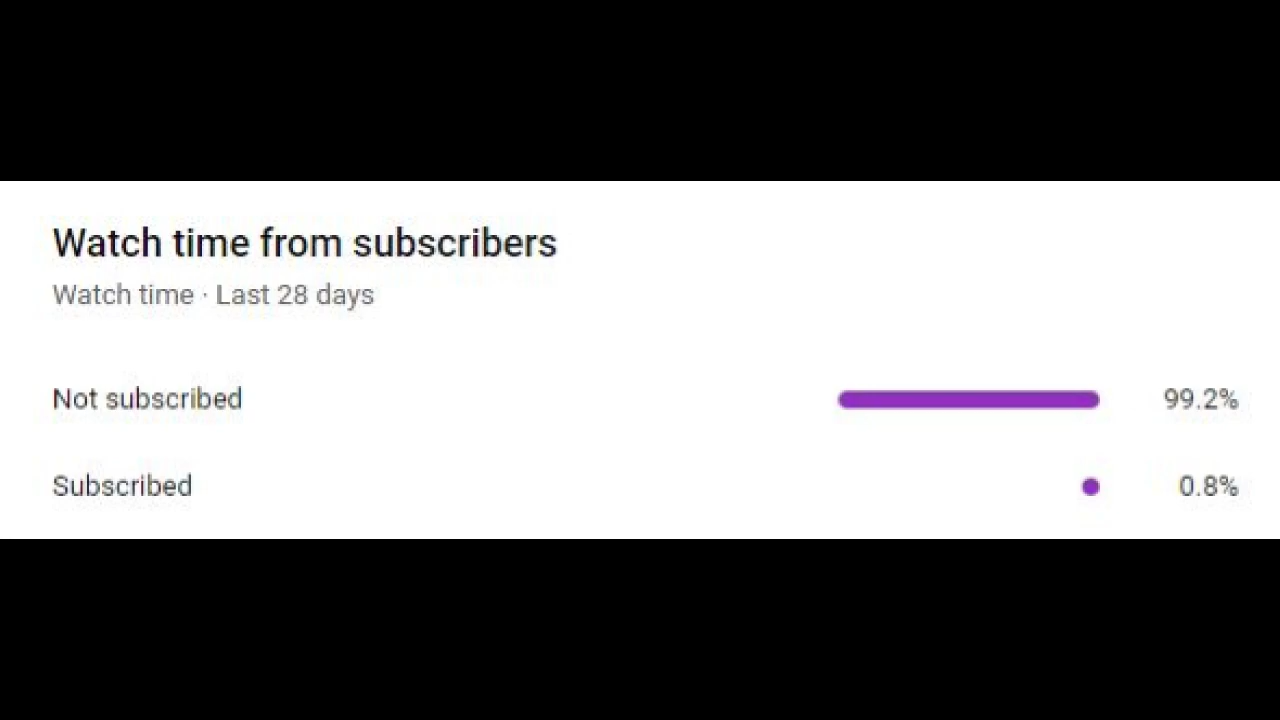 Watch time from subscribers
Watch time · Last 28 days
Not subscribed 99.2%
Subscribed 0.8%